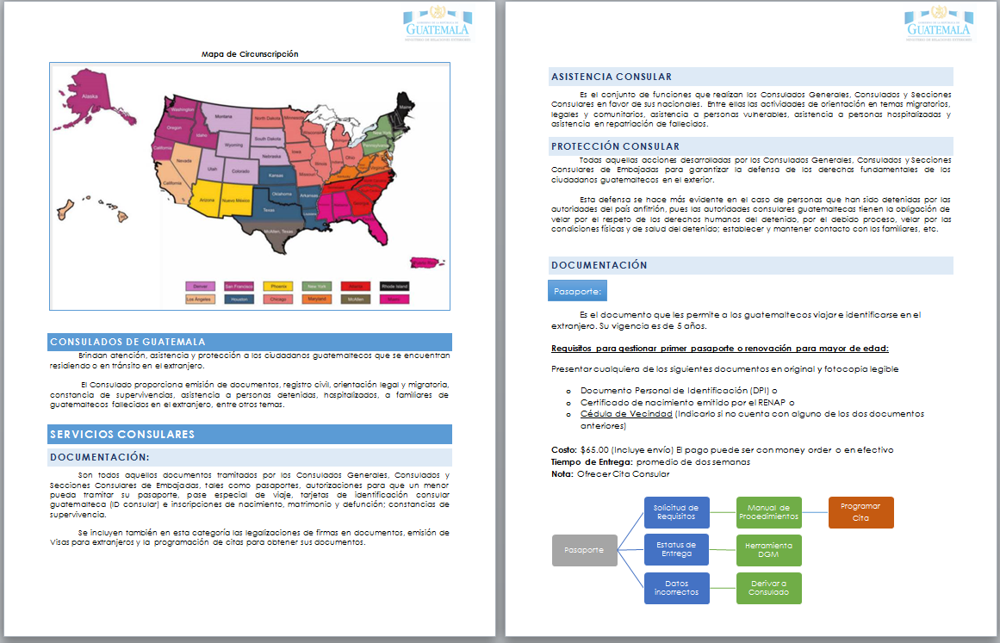 GUATEMALA
MINISTERIO DE RELACIONES EXTERIORES
Mapa de Circunscripción
Alaska
Washington
Oregon
Idaho
California
Nevada
California
Montana
Wyoming
Utah
Colorado
North Dakota
South Dakota
Nebraska
Kansas
Oklahoma
Texas
McAllen, Texas
Arizona
Nuevo México
Minnesota
Iowa
Missouri
Arkansas
Wisconsin
Illinois
Ohio
Pennsylvania
Virginia
Georgia
Maine
Denver
San Francisco
Phoenix
New York
Atlanta
Rhode Island
Los Angeles
Houston
Chicago
Maryland
McAllen
Miami
CONSULADOS DE GUATEMALA
Brindan atención, asistencia y protección a los ciudadanos guatemaltecos que se encuentran
residiendo o en tránsito en el extranjero.
El Consulado proporciona emisión de documentos, registro civil, orientación legal y migratoria,
constancia de supervivencias, asistencia a personas detenidas, hospitalizados, a familiares de
guatemaltecos fallecidos en el extranjero, entre otros temas.
SERVICIOS CONSULARES
DOCUMENTACIÓN:
Son todos aquellos documentos tramitados por los Consulados Generales, Consulados y
Secciones Consulares de Embajadas, tales como pasaportes, autorizaciones para que un menor
pueda tramitar su pasaporte, pase especial de viaje, tarjetas de identificación consular
guatemalteca (ID consular) e inscripciones de nacimiento, matrimonio y defunción; constancias de
supervivencia.
Se incluyen también en esta categoría las legalizaciones de firmas en documentos, emisión de
Visas para extranjeros y la programación de citas para obtener sus documentos.
GUATEMALA
MINISTERIO DE RELACIONES EXTERIORES
ASISTENCIA CONSULAR
Es el conjunto de funciones que realizan los Consulados Generales, Consulados y Secciones
Consulares en favor de sus nacionales. Entre ellas las actividades de orientación en temas migratorios,
legales y comunitarios, asistencia a personas vulnerables, asistencia a personas hospitalizadas y
asistencia en repatriación de fallecidos.
PROTECCIÓN CONSULAR
Todas aquellas acciones desarrolladas por los Consulados Generales, Consulados y Secciones
Consulares de Embajadas para garantizar la defensa de los derechos fundamentales de los
ciudadanos guatemaltecos en el exterior.
Esta defensa se hace más evidente en el caso de personas que han sido detenidas por las
autoridades del país anfitrión, pues las autoridades consulares guatemaltecas tienen la obligación de
velar por el respeto de los derechos humanos del detenido, por el debido proceso, velar por las
condiciones físicas y de salud del detenido; establecer y mantener contacto con los familiares, etc.
DOCUMENTACIÓN
Pasaporte:
Es el documento que les permite a los guatemaltecos viajar e identificarse en el
extranjero. Su vigencia es de 5 años.
Requisitos para gestionar primer pasaporte o renovación para mayor de edad:
Presentar cualquiera de los siguientes documentos en original y fotocopia legible
o Documento Personal de Identificación (DPI) o
o Certificado de nacimiento emitido por el RENAP o
o Cédula de Vecindad (Indicarlo si no cuenta con alguno de los dos documentos
anteriores)
Costo: $65.00 (Incluye envío) El pago puede ser con money order o en efectivo
Tiempo de Entrega: promedio de dos semanas
Nota: Ofrecer Cita Consular
Pasaporte
Solicitud de
Requisitos
Manual de
Procedimientos
Programar
Cita
Estatus de
Entrega
Herramienta
DGM
Datos
incorrectos
Derivar a
Consulado